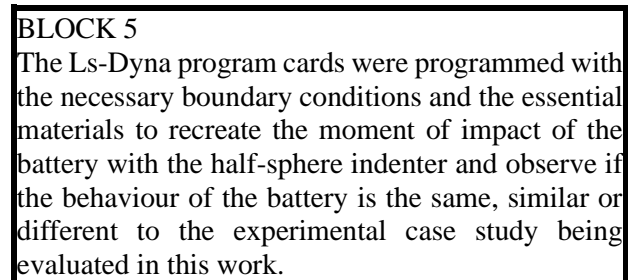 BLOCK 5
The Ls-Dyna program cards were programmed with
the necessary boundary conditions and the essential
materials to recreate the moment of impact of the
battery with the half-sphere indenter and observe if
the behaviour of the battery is the same, similar or
different to the experimental case study being
evaluated in this work.